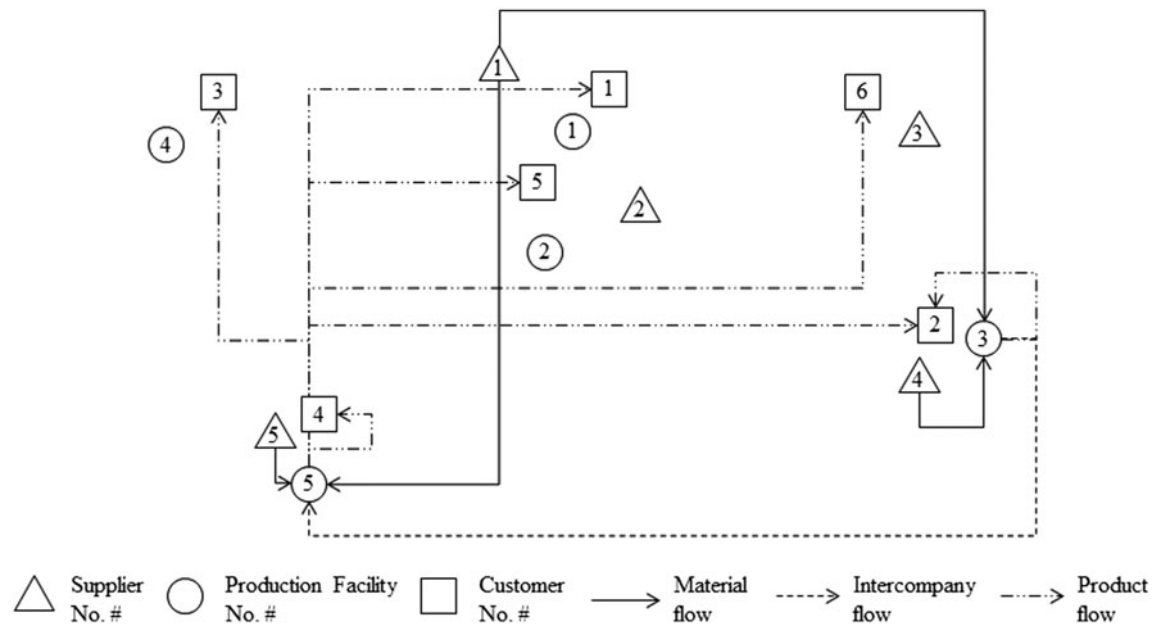 1
3
1
6
3
1
4
5
2
2
2
3
4
4
5
5
Supplier No. #
Production Facility No. #
Customer No. #
Material flow
Intercompany flow
Product flow